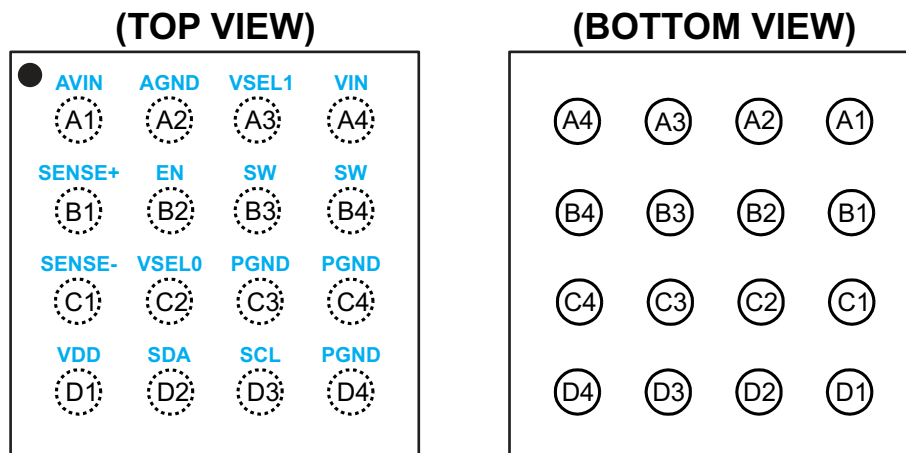 (TOP VIEW) (BOTTOM VIEW)
AVIN AGND VSEL1 VIN
A1 A2 A3 A4 A4 A3 A2 A1
SENSE+ EN SW SW
B1 B2 B3 B4 B4 B3 B2 B1
SENSE- VSEL0 PGND PGND
C1 C2 C3 C4 C4 C3 C2 C1
VDD SDA SCL PGND
D1 D2 D3 D4 D4 D3 D2 D1